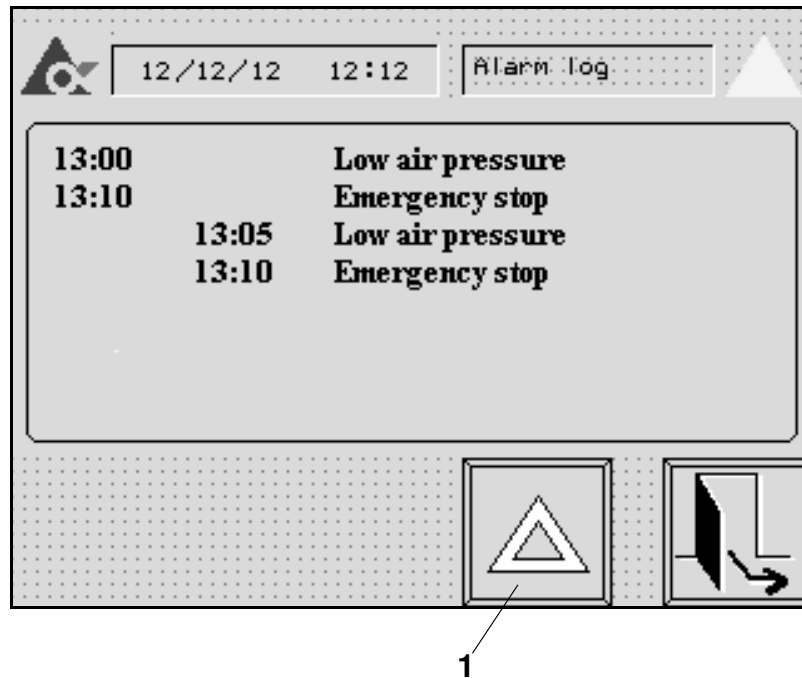 12/12/12 12:12 Alarm log
13:00 Low air pressure
13:10 Emergency stop
13:05 Low air pressure
13:10 Emergency stop
1